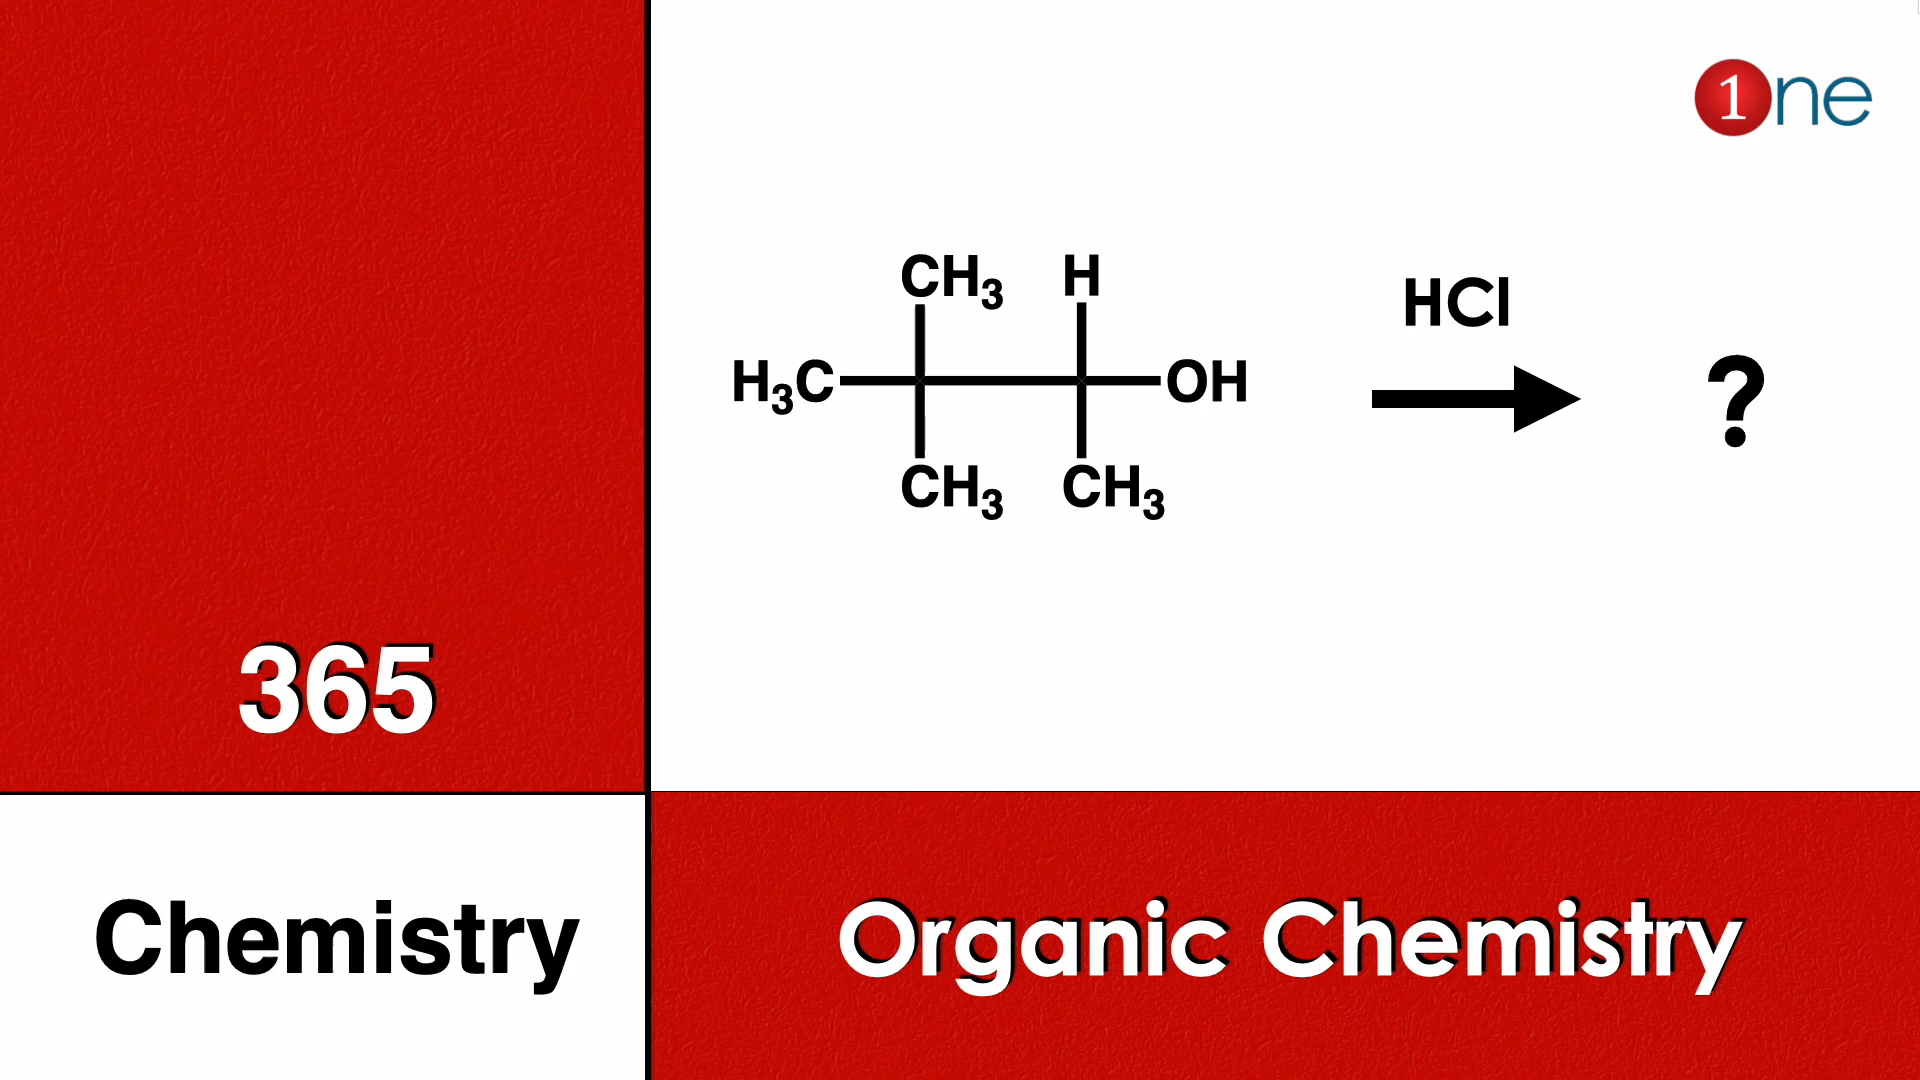 1ne
CH₃ H
H₃C OH
CH₃ CH₃
HCl
?
365
Chemistry
Organic Chemistry